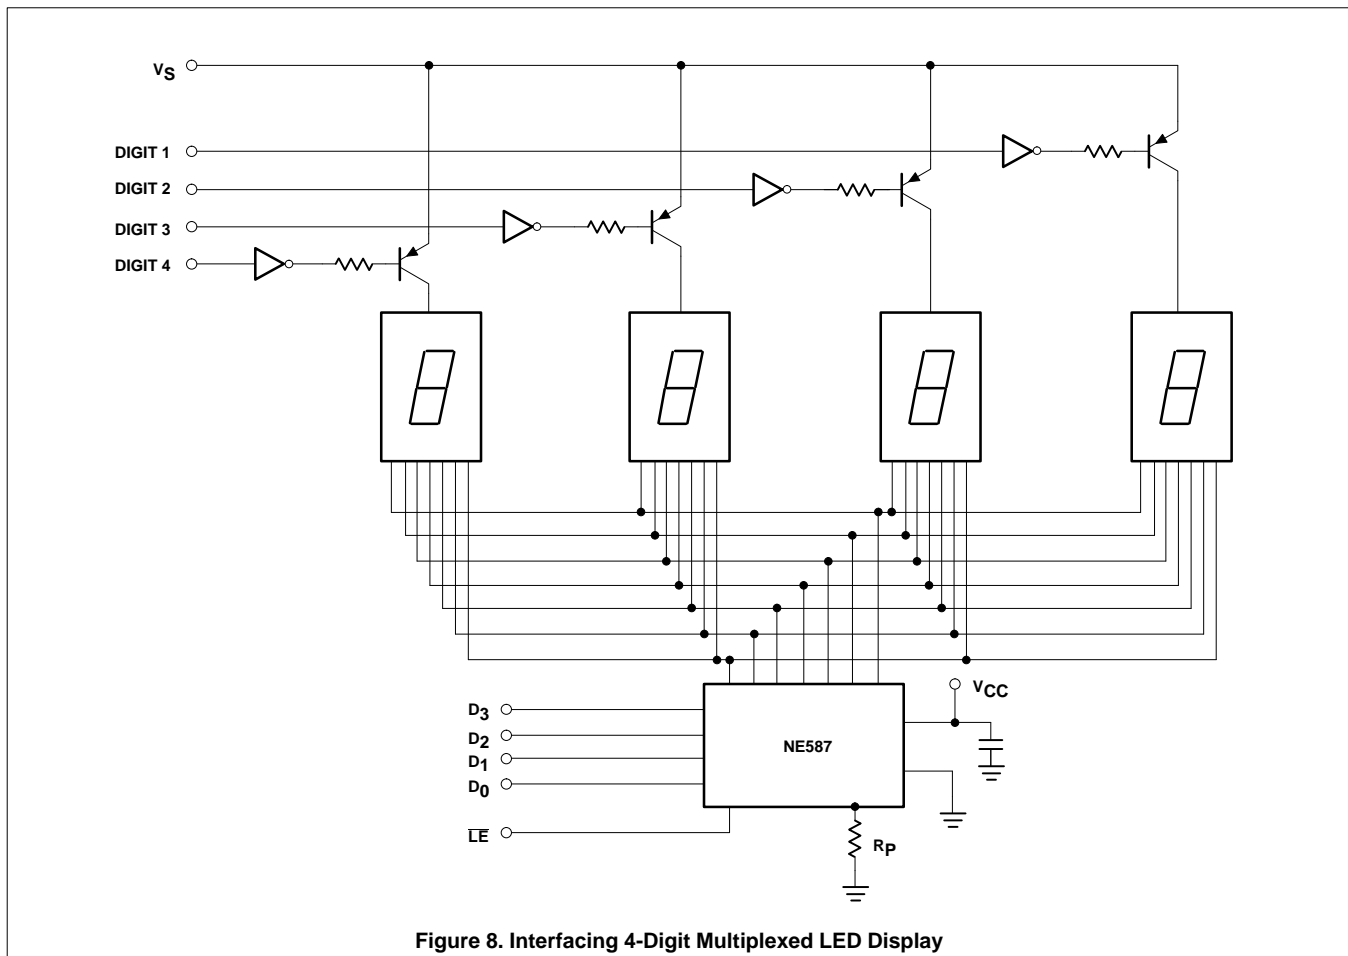 VS
DIGIT 1
DIGIT 2
DIGIT 3
DIGIT 4
VCC
D3
D2
NE587
D1
D0
LE
RP
Figure 8. Interfacing 4-Digit Multiplexed LED Display